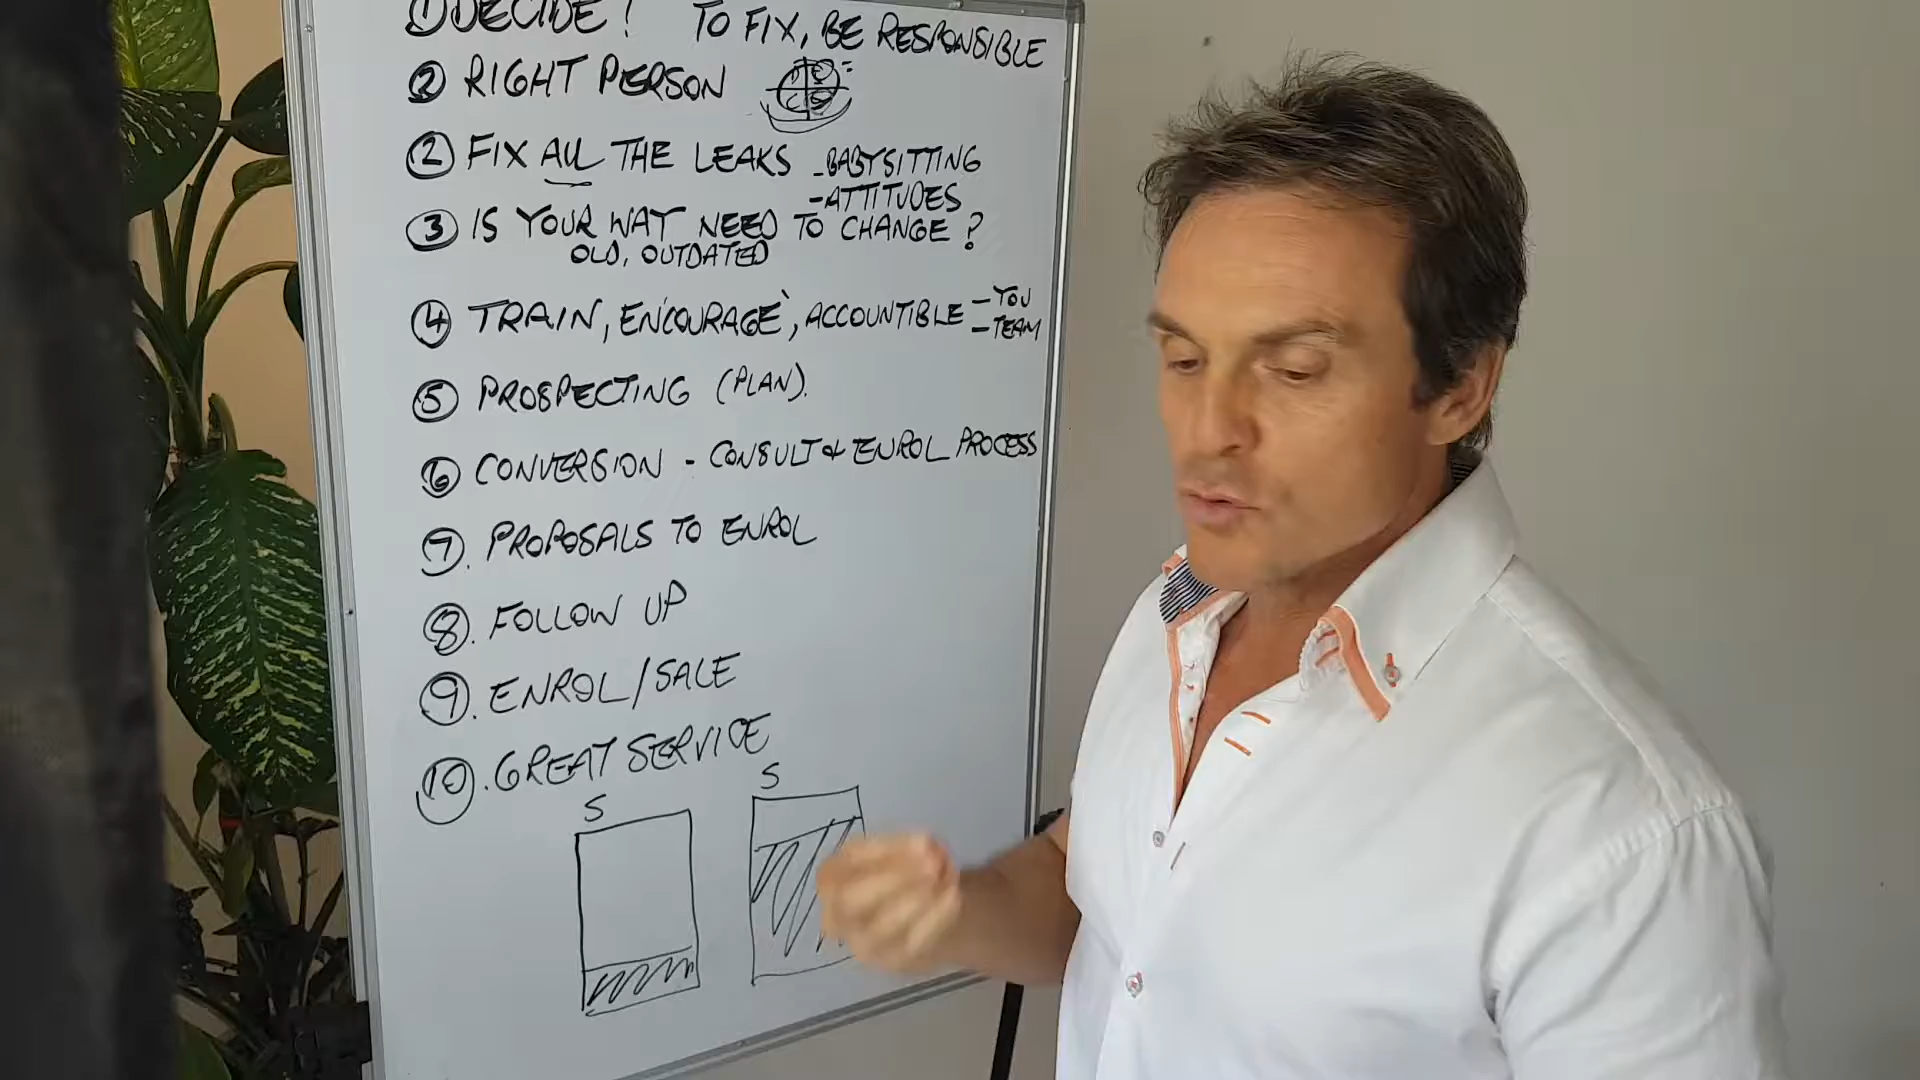 ① DECIDE! TO FIX, BE RESPONSIBLE
② RIGHT PERSON
② FIX ALL THE LEAKS - BABYSITTING
- ATTITUDES
③ IS YOUR WAY NEED TO CHANGE?
OLD, OUTDATED
④ TRAIN, ENCOURAGE, ACCOUNTIBLE - YOU
- TEAM
⑤ PROSPECTING (PLAN).
⑥ CONVERSION - CONSULT & ENROL PROCESS
⑦. PROPOSALS TO ENROL
⑧. FOLLOW UP
⑨. ENROL/SALE
⑩. GREAT SERVICE
S S